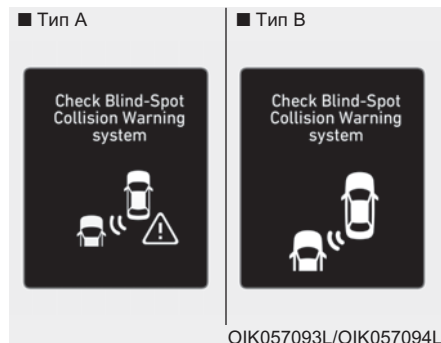 ■ Тип A
Check Blind-Spot
Collision Warning
system
■ Тип B
Check Blind-Spot
Collision Warning
system
OIK057093L/OIK057094L